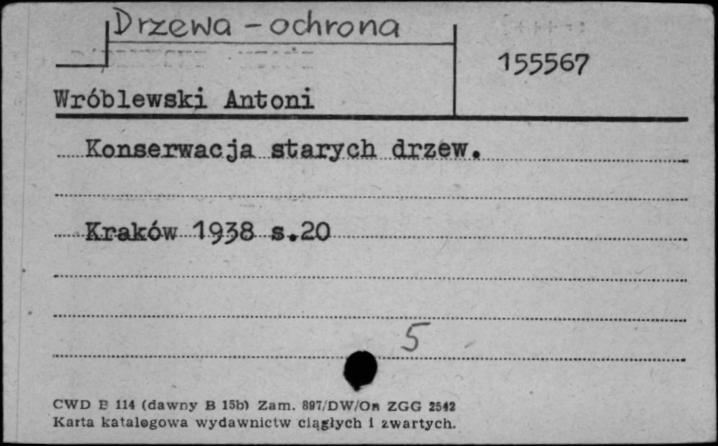 Drzewa - ochrona
155567
Wróblewski Antoni
Konserwacja starych drzew.
Kraków 1938 s.20
5
CWD B 114 (dawny B 15b) Zam. 897/DW/On ZGG 2542
Karta katalogowa wydawnictw ciągłych i zwartych.